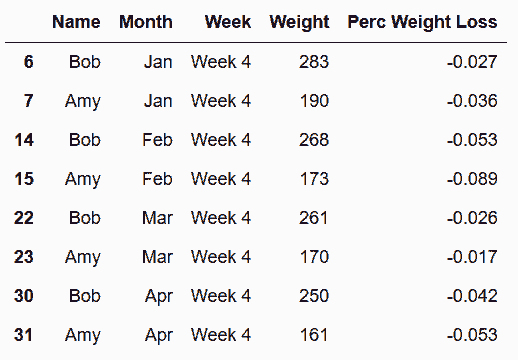 Name Month Week Weight Perc Weight Loss
6 Bob Jan Week 4 283 -0.027
7 Amy Jan Week 4 190 -0.036
14 Bob Feb Week 4 268 -0.053
15 Amy Feb Week 4 173 -0.089
22 Bob Mar Week 4 261 -0.026
23 Amy Mar Week 4 170 -0.017
30 Bob Apr Week 4 250 -0.042
31 Amy Apr Week 4 161 -0.053